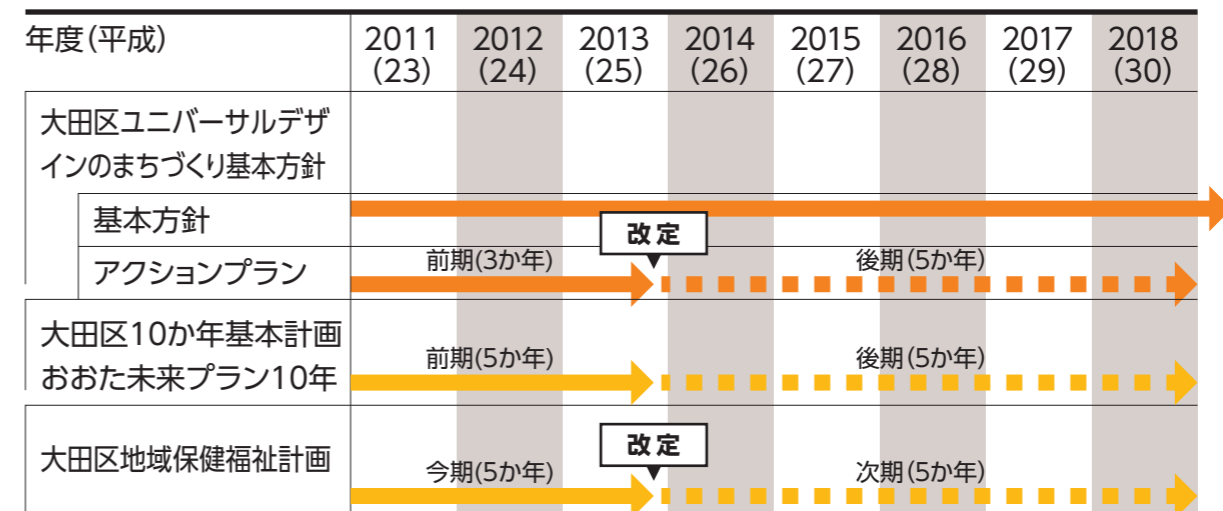 年度(平成)
2011 2012 2013 2014 2015 2016 2017 2018
(23) (24) (25) (26) (27) (28) (29) (30)
大田区ユニバーサルデザ
インのまちづくり基本方針
基本方針
改定
アクションプラン
前期(3か年) 後期(5か年)
大田区10か年基本計画
おおた未来プラン10年
前期(5か年) 後期(5か年)
改定
大田区地域保健福祉計画
今期(5か年) 次期(5か年)